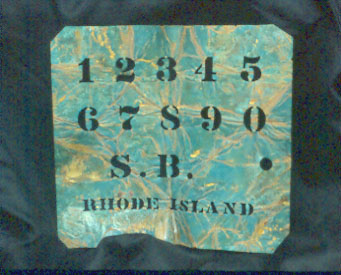 1 2 3 4 5
6 7 8 9 0
S. B.
RHODE ISLAND